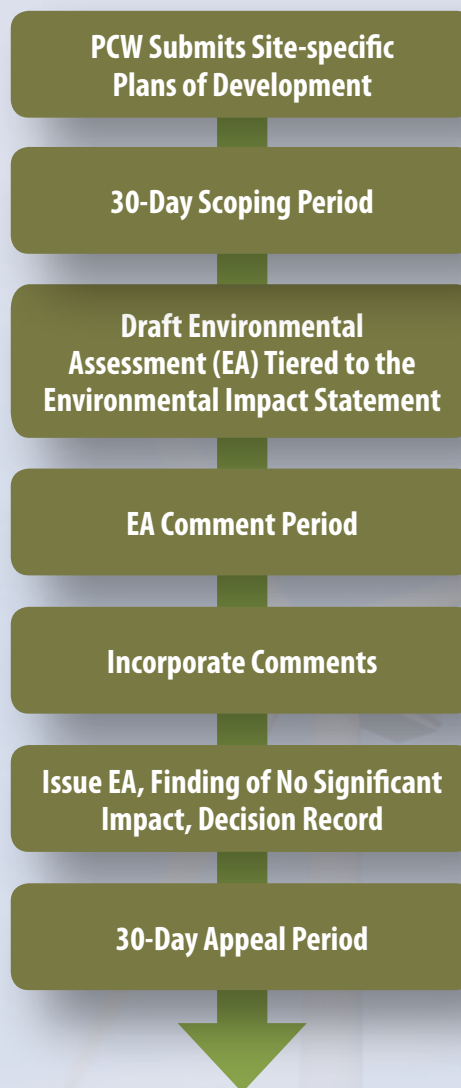 PCW Submits Site-specific
Plans of Development
30-Day Scoping Period
Draft Environmental
Assessment (EA) Tiered to the
Environmental Impact Statement
EA Comment Period
Incorporate Comments
Issue EA, Finding of No Significant
Impact, Decision Record
30-Day Appeal Period